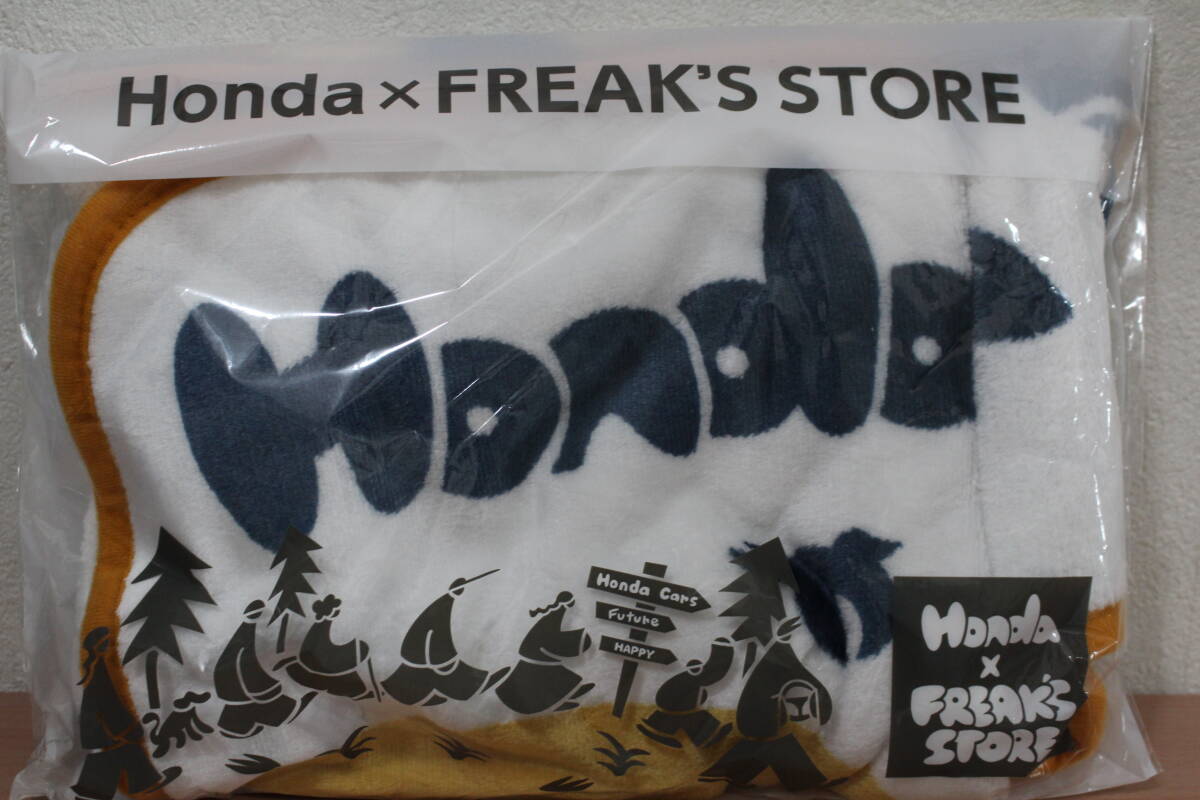 Honda × FREAK'S STORE
Honda
Honda Cars
Future
HAPPY
Honda
×
FREAK'S
STORE